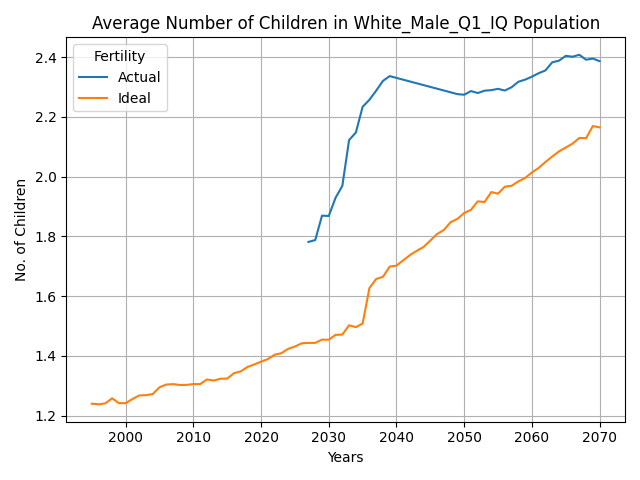 Average Number of Children in White_Male_Q1_IQ Population
Fertility
Actual
Ideal
No. of Children
2.4
2.2
2.0
1.8
1.6
1.4
1.2
2000
2010
2020
2030
2040
2050
2060
2070
Years